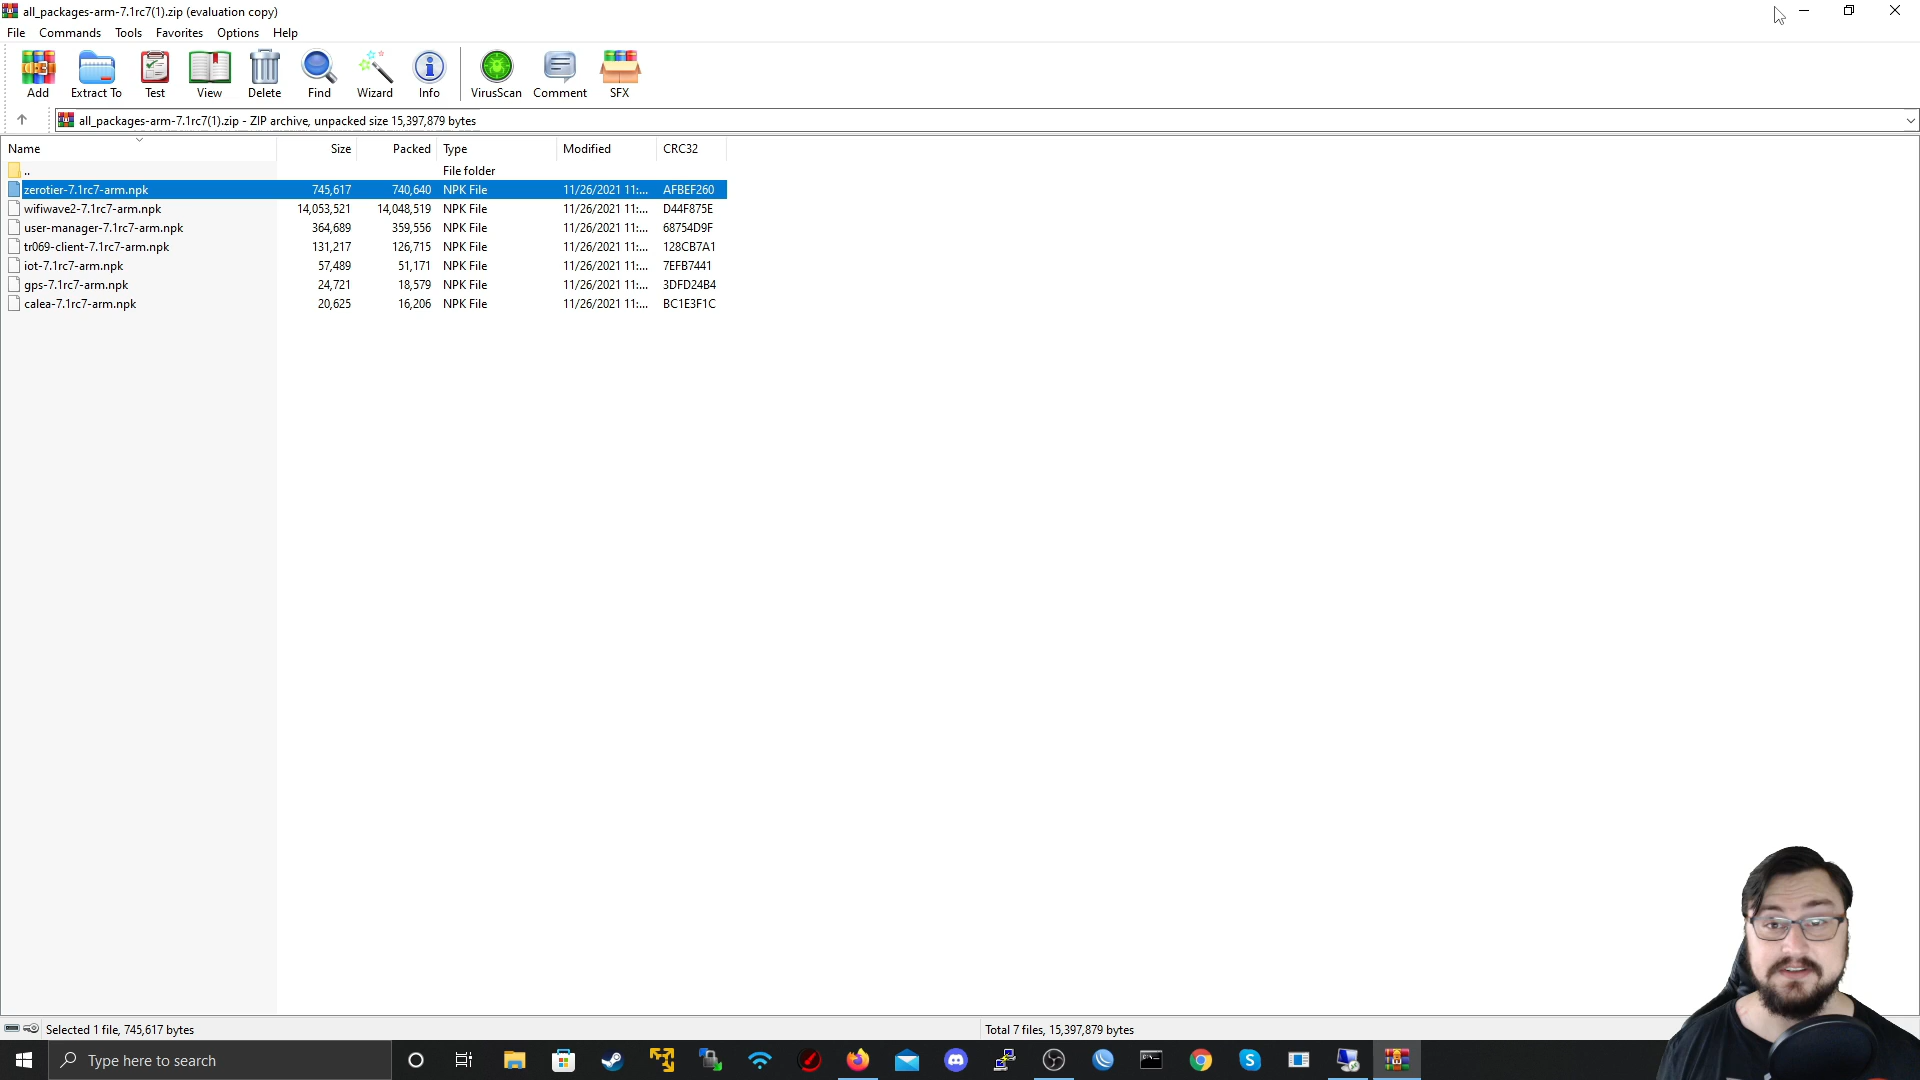 all_packages-arm-7.1rc7(1).zip (evaluation copy)
File Commands Tools Favorites Options Help
Add Extract To Test View Delete Find Wizard Info VirusScan Comment SFX
all_packages-arm-7.1rc7(1).zip - ZIP archive, unpacked size 15,397,879 bytes
Name Size Packed Type Modified CRC32
.. File folder
zerotier-7.1rc7-arm.npk 745,617 740,640 NPK File 11/26/2021 11:... AFBEF260
wifiwave2-7.1rc7-arm.npk 14,053,521 14,048,519 NPK File 11/26/2021 11:... D44F875E
user-manager-7.1rc7-arm.npk 364,689 359,556 NPK File 11/26/2021 11:... 68754D9F
tr069-client-7.1rc7-arm.npk 131,217 126,715 NPK File 11/26/2021 11:... 128CB7A1
iot-7.1rc7-arm.npk 57,489 51,171 NPK File 11/26/2021 11:... 7EFB7441
gps-7.1rc7-arm.npk 24,721 18,579 NPK File 11/26/2021 11:... 3DFD24B4
calea-7.1rc7-arm.npk 20,625 16,206 NPK File 11/26/2021 11:... BC1E3F1C
Selected 1 file, 745,617 bytes Total 7 files, 15,397,879 bytes
Type here to search